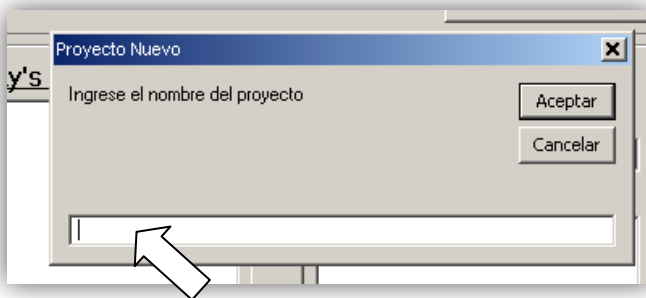 Proyecto Nuevo
y's
Ingrese el nombre del proyecto
Aceptar
Cancelar